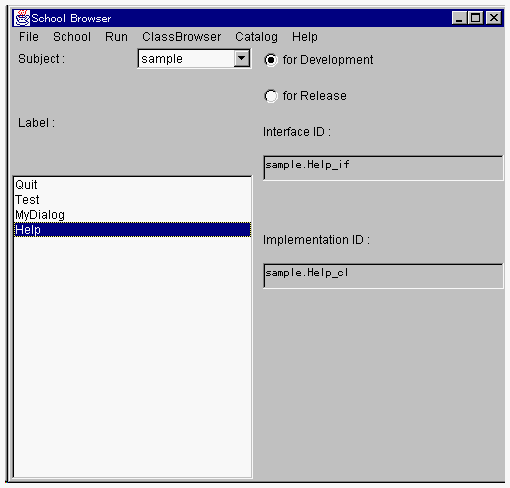 School Browser
File School Run ClassBrowser Catalog Help
Subject : sample for Development
for Release
Label :
Interface ID :
sample.Help_if
Quit
Test
MyDialog
Help
Implementation ID :
sample.Help_cl